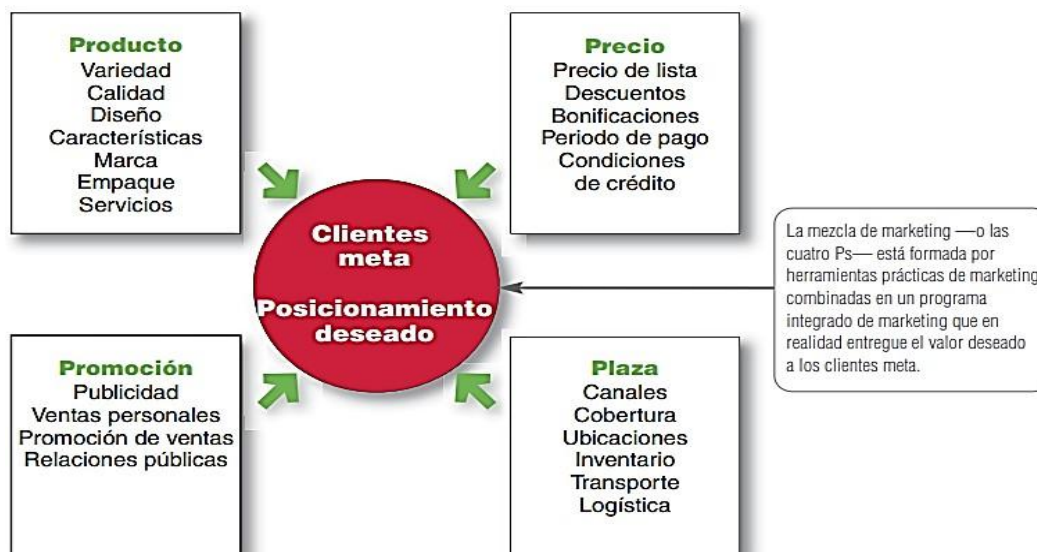 Producto
Variedad
Calidad
Diseño
Características
Marca
Empaque
Servicios
Precio
Precio de lista
Descuentos
Bonificaciones
Periodo de pago
Condiciones
de crédito
Clientes
meta
Posicionamiento
deseado
La mezcla de marketing —o las
cuatro Ps— está formada por
herramientas prácticas de marketing
combinadas en un programa
integrado de marketing que en
realidad entregue el valor deseado
a los clientes meta.
Promoción
Publicidad
Ventas personales
Promoción de ventas
Relaciones públicas
Plaza
Canales
Cobertura
Ubicaciones
Inventario
Transporte
Logística